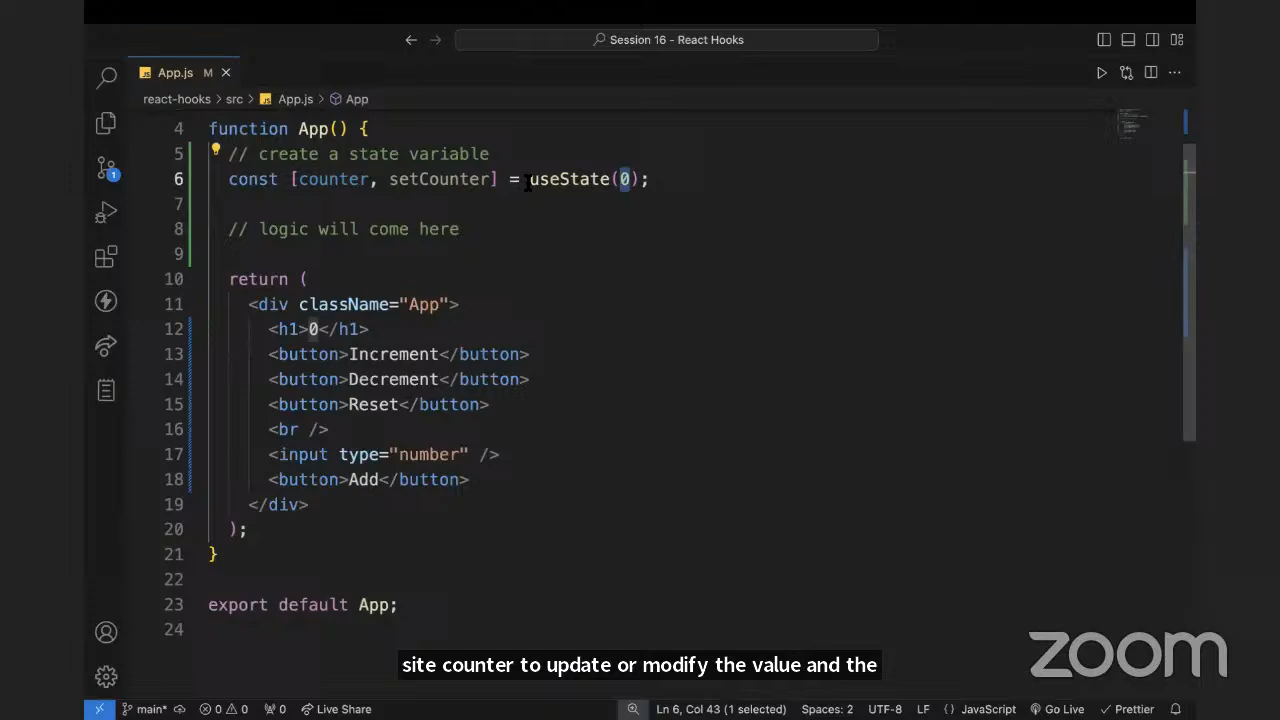 Session 16 - React Hooks
App.js M
react-hooks > src > App.js > App
4 function App() {
5 // create a state variable
6 const [counter, setCounter] = useState(0);
7
8 // logic will come here
9
10 return (
11 <div className="App">
12 <h1>0</h1>
13 <button>Increment</button>
14 <button>Decrement</button>
15 <button>Reset</button>
16 <br />
17 <input type="number" />
18 <button>Add</button>
19 </div>
20 );
21 }
22
23 export default App;
24
1
site counter to update or modify the value and the
zoom
main* 0 0 0 Live Share Ln 6, Col 43 (1 selected) Spaces: 2 UTF-8 LF {} JavaScript Go Live Prettier